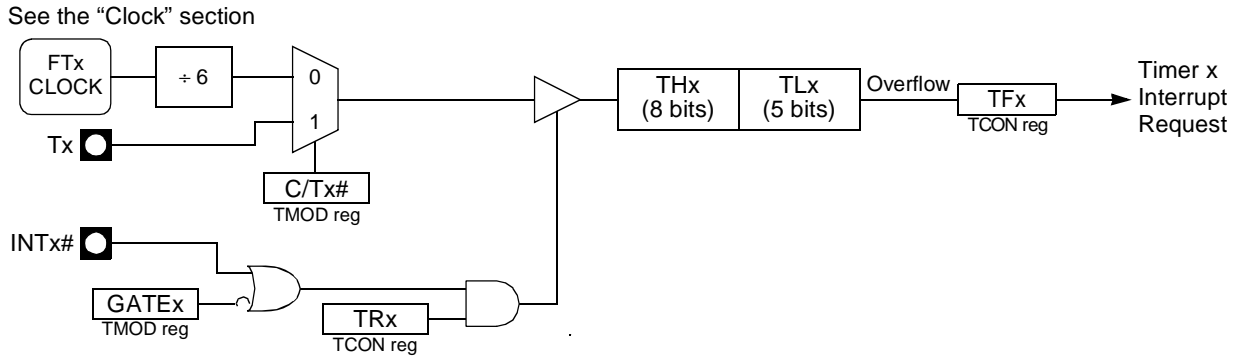 See the “Clock” section
FTx
CLOCK
÷ 6
0
1
Tx
C/Tx#
TMOD reg
THx
(8 bits)
TLx
(5 bits)
Overflow
TFx
TCON reg
Timer x
Interrupt
Request
INTx#
GATEx
TMOD reg
TRx
TCON reg